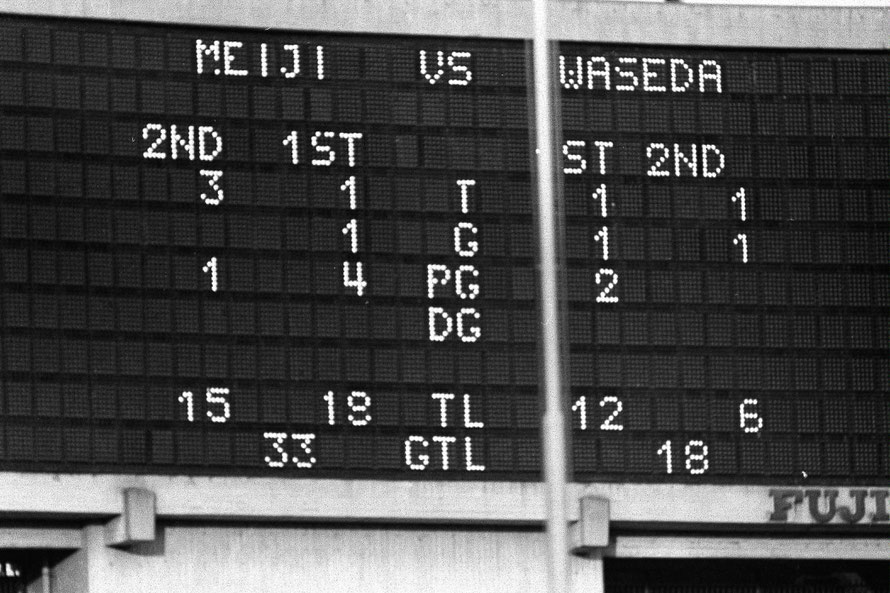 MEIJI VS WASEDA
2ND 1ST ST 2ND
3 1 T 1 1
1 G 1 1
1 4 PG 2
DG
15 18 TL 12 6
33 GTL 18
FUJI